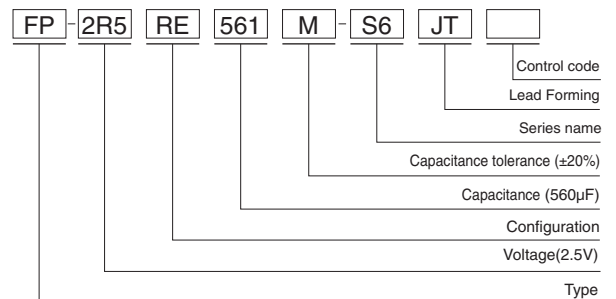 FP - 2R5 RE 561 M - S6 JT
Control code
Lead Forming
Series name
Capacitance tolerance (±20%)
Capacitance (560µF)
Configuration
Voltage(2.5V)
Type